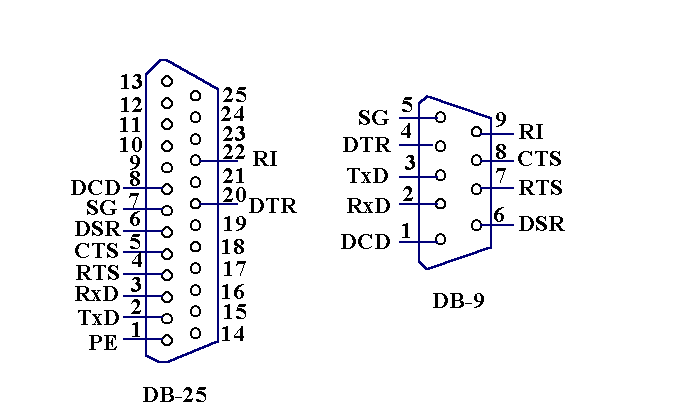 13
12
11
10
9
DCD 8
SG 7
DSR 6
CTS 5
RTS 4
RxD 3
TxD 2
PE 1
25
24
23
22 RI
21
20 DTR
19
18
17
16
15
14
DB-25
SG 5
DTR 4
TxD 3
RxD 2
DCD 1
9 RI
8 CTS
7 RTS
6 DSR
DB-9